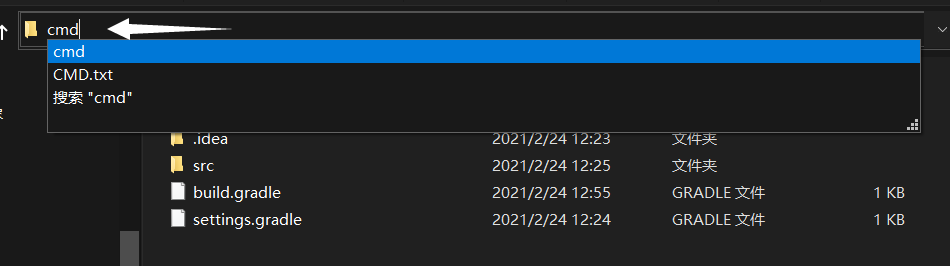 cmd
cmd
CMD.txt
搜索 "cmd"
.idea 2021/2/24 12:23 文件夹
src 2021/2/24 12:25 文件夹
build.gradle 2021/2/24 12:55 GRADLE 文件 1 KB
settings.gradle 2021/2/24 12:24 GRADLE 文件 1 KB